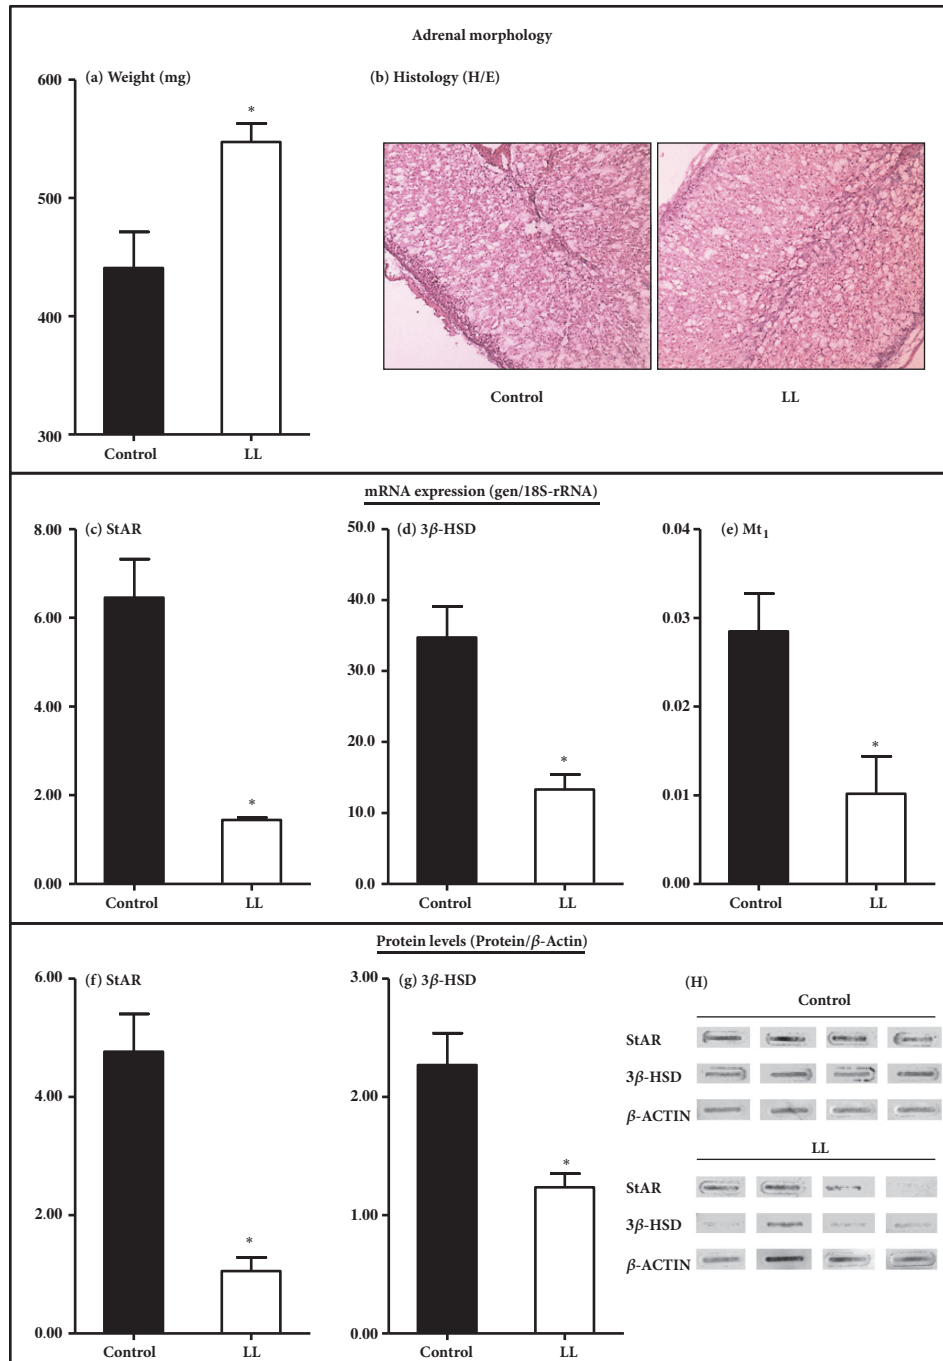 Adrenal morphology
(a) Weight (mg)
600
500
400
300
*
Control
LL
(b) Histology (H/E)
Control
LL
mRNA expression (gen/18S-rRNA)
(c) StAR
8.00
6.00
4.00
2.00
0.00
*
Control
LL
(d) 3β-HSD
50.0
40.0
30.0
20.0
10.0
0.0
*
Control
LL
(e) Mt1
0.04
0.03
0.02
0.01
0.00
*
Control
LL
Protein levels (Protein/β-Actin)
(f) StAR
6.00
4.00
2.00
0.00
*
Control
LL
(g) 3β-HSD
3.00
2.00
1.00
0.00
*
Control
LL
(H)
Control
StAR
3β-HSD
β-ACTIN
LL
StAR
3β-HSD
β-ACTIN